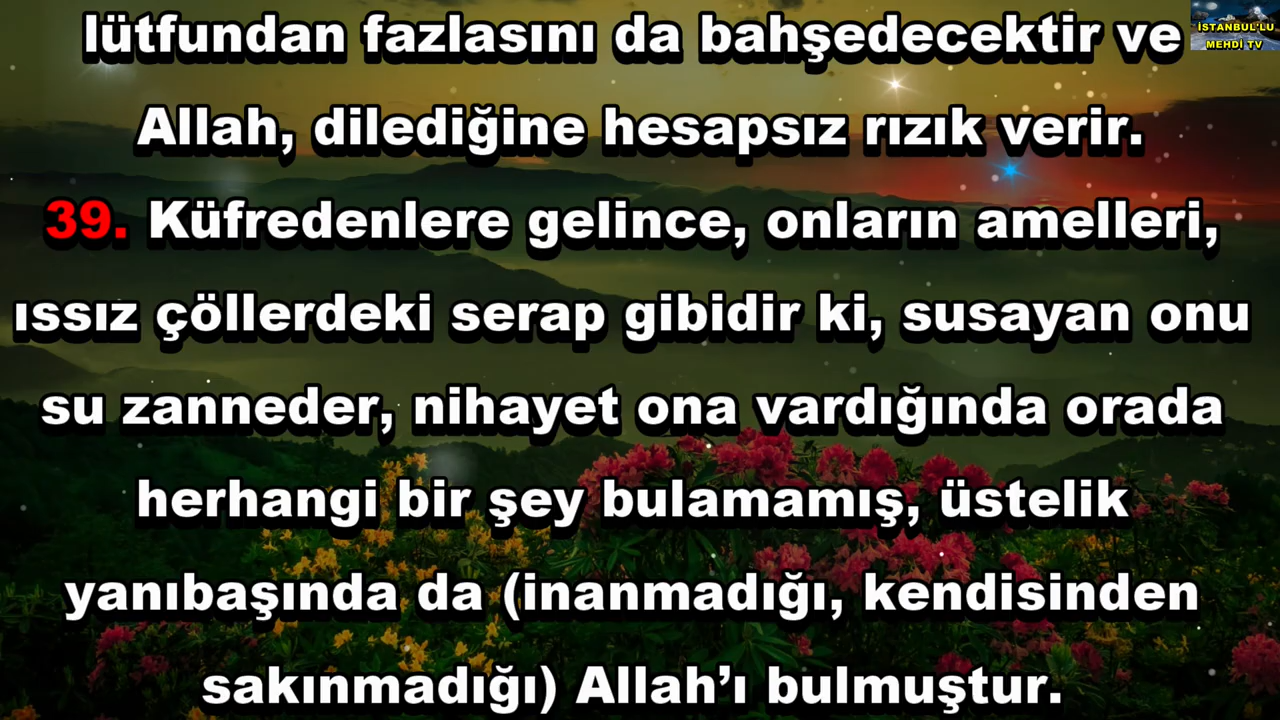 lütfundan fazlasını da bahşedecektir ve
İSTANBUL'LU
MEHDİ TV
Allah, dilediğine hesapsız rızık verir.
39. Küfredenlere gelince, onların amelleri,
ıssız çöllerdeki serap gibidir ki, susayan onu
su zanneder, nihayet ona vardığında orada
herhangi bir şey bulamamış, üstelik
yanıbaşında da (inanmadığı, kendisinden
sakınmadığı) Allah’ı bulmuştur.